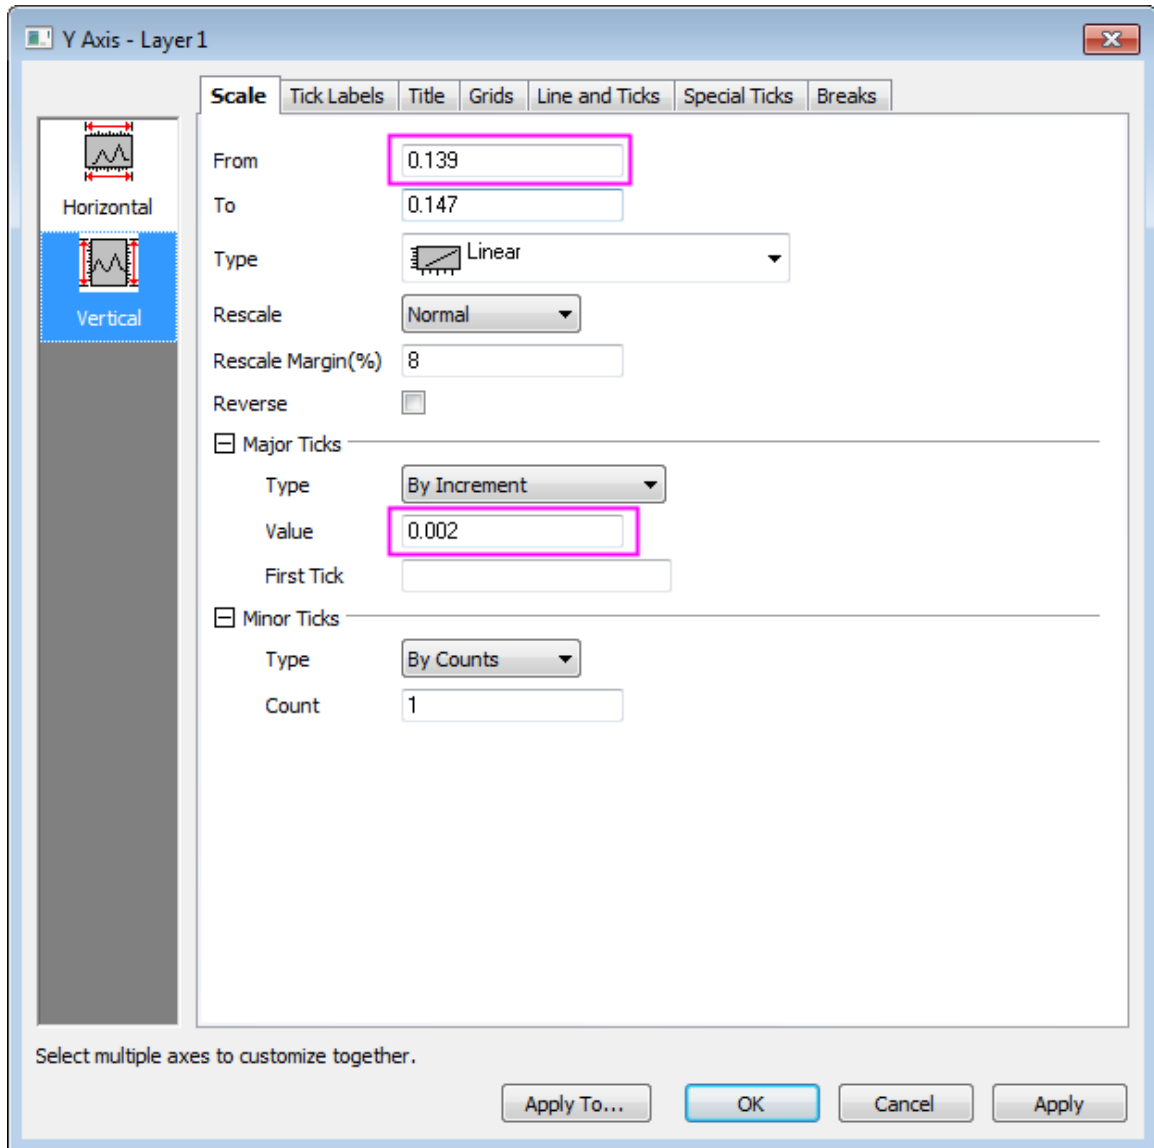 Y Axis - Layer 1
Scale Tick Labels Title Grids Line and Ticks Special Ticks Breaks
Horizontal
Vertical
From 0.139
To 0.147
Type Linear
Rescale Normal
Rescale Margin(%) 8
Reverse
Major Ticks
Type By Increment
Value 0.002
First Tick
Minor Ticks
Type By Counts
Count 1
Select multiple axes to customize together.
Apply To... OK Cancel Apply